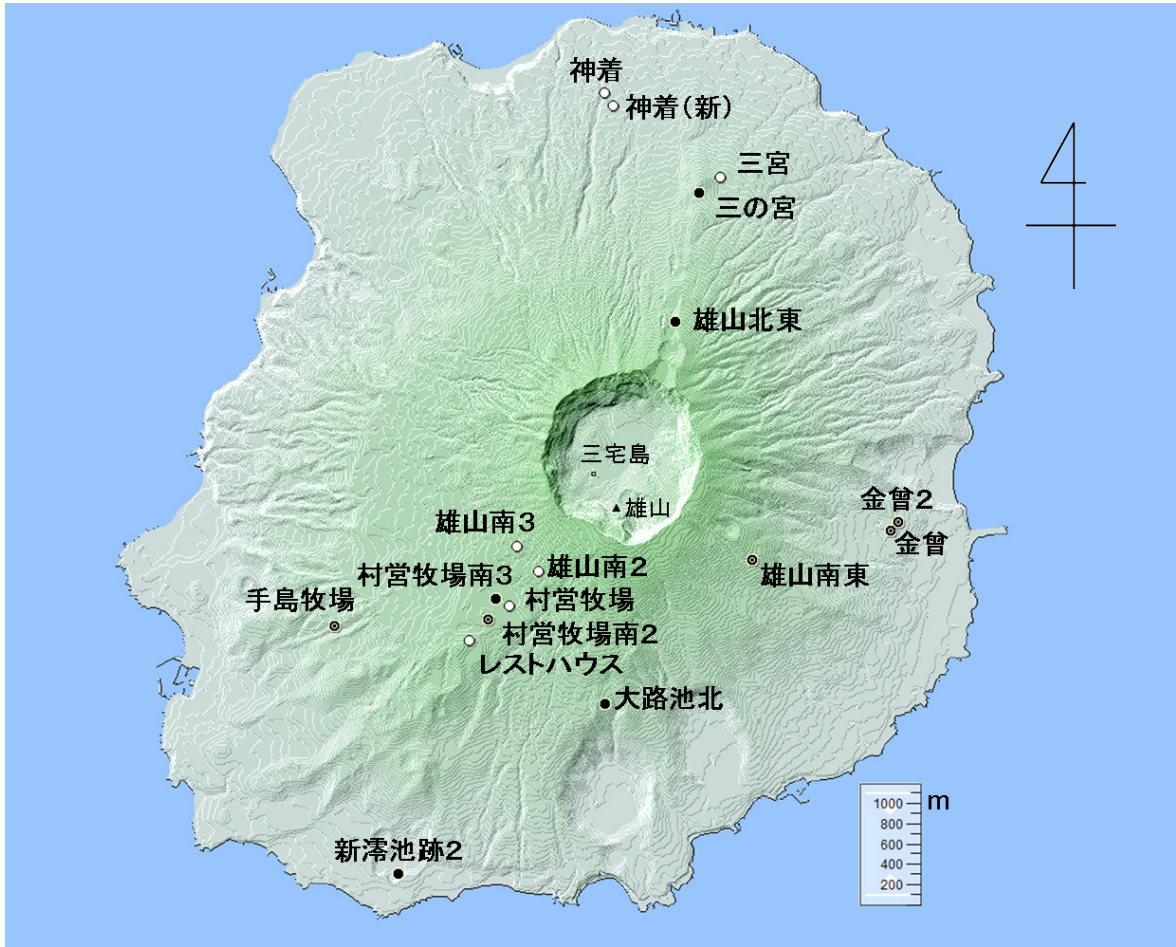 神着
神着（新）
三宮
三の宮
雄山北東
三宅島
雄山
金曾2
金曾
雄山南3
雄山南2
雄山南東
村営牧場南3
手島牧場
村営牧場
村営牧場南2
レストハウス
大路池北
1000
m
800
600
400
200
新澪池跡2